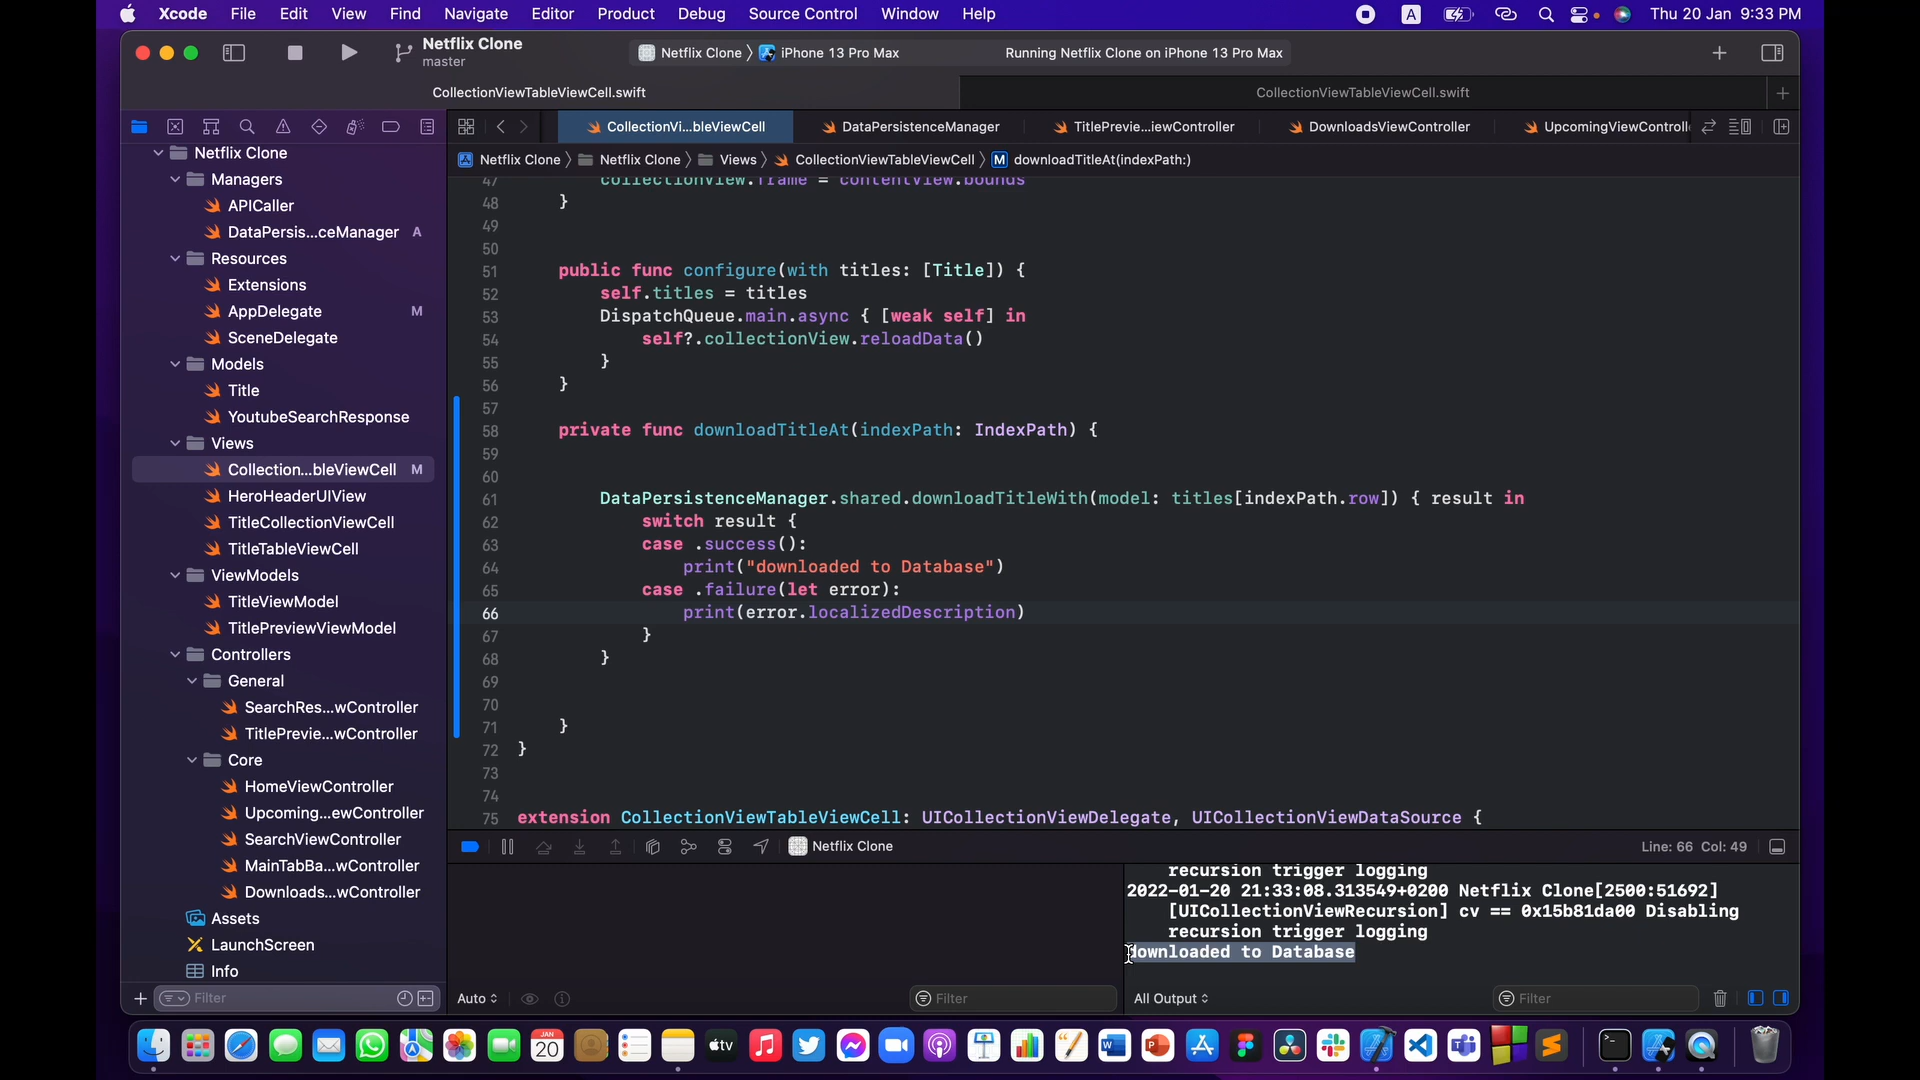 Xcode File Edit View Find Navigate Editor Product Debug Source Control Window Help A Thu 20 Jan 9:33 PM
Netflix Clone
master
Netflix Clone iPhone 13 Pro Max Running Netflix Clone on iPhone 13 Pro Max
CollectionViewTableViewCell.swift CollectionViewTableViewCell.swift
CollectionVi...bleViewCell DataPersistenceManager TitlePrevie...iewController DownloadsViewController UpcomingViewControll
Netflix Clone Netflix Clone Views CollectionViewTableViewCell M downloadTitleAt(indexPath:)
Netflix Clone
Managers
APICaller
DataPersis...ceManager A
Resources
Extensions
AppDelegate M
SceneDelegate
Models
Title
YoutubeSearchResponse
Views
Collection...bleViewCell M
HeroHeaderUIView
TitleCollectionViewCell
TitleTableViewCell
ViewModels
TitleViewModel
TitlePreviewViewModel
Controllers
General
SearchRes...wController
TitlePrevie...wController
Core
HomeViewController
Upcoming...ewController
SearchViewController
MainTabBa...wController
Downloads...wController
Assets
LaunchScreen
Info
Filter
47 collectionView.frame = contentView.bounds
48 }
49
50
51 public func configure(with titles: [Title]) {
52 self.titles = titles
53 DispatchQueue.main.async { [weak self] in
54 self?.collectionView.reloadData()
55 }
56 }
57
58 private func downloadTitleAt(indexPath: IndexPath) {
59
60
61 DataPersistenceManager.shared.downloadTitleWith(model: titles[indexPath.row]) { result in
62 switch result {
63 case .success():
64 print("downloaded to Database")
65 case .failure(let error):
66 print(error.localizedDescription)
67 }
68 }
69
70
71 }
72 }
73
74
75 extension CollectionViewTableViewCell: UICollectionViewDelegate, UICollectionViewDataSource {
Netflix Clone Line: 66 Col: 49
recursion trigger logging
2022-01-20 21:33:08.313549+0200 Netflix Clone[2500:51692]
[UICollectionViewRecursion] cv == 0x15b81da00 Disabling
recursion trigger logging
downloaded to Database
Auto Filter All Output Filter
JAN
20
tv